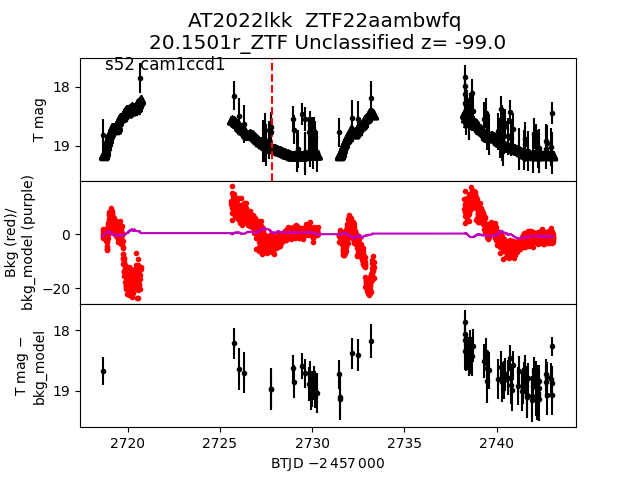 AT2022lkk  ZTF22aambwfq
20.1501r_ZTF Unclassified z= -99.0
s52 cam1ccd1
T mag
18
19
Bkg (red)/
bkg_model (purple)
0
−20
T mag −
bkg_model
18
19
2720
2725
2730
2735
2740
BTJD −2 457 000